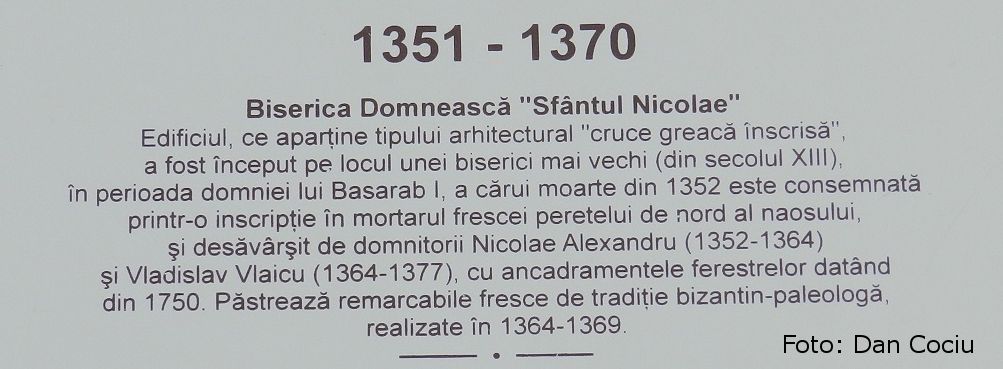 1351 - 1370
Biserica Domnească "Sfântul Nicolae"
Edificiul, ce aparține tipului arhitectural "cruce greacă înscrisă",
a fost început pe locul unei biserici mai vechi (din secolul XIII),
în perioada domniei lui Basarab I, a cărui moarte din 1352 este consemnată
printr-o inscripție în mortarul frescei peretelui de nord al naosului,
şi desăvârşit de domnitorii Nicolae Alexandru (1352-1364)
şi Vladislav Vlaicu (1364-1377), cu ancadramentele ferestrelor datând
din 1750. Păstrează remarcabile fresce de tradiție bizantin-paleologă,
realizate în 1364-1369.
Foto: Dan Cociu